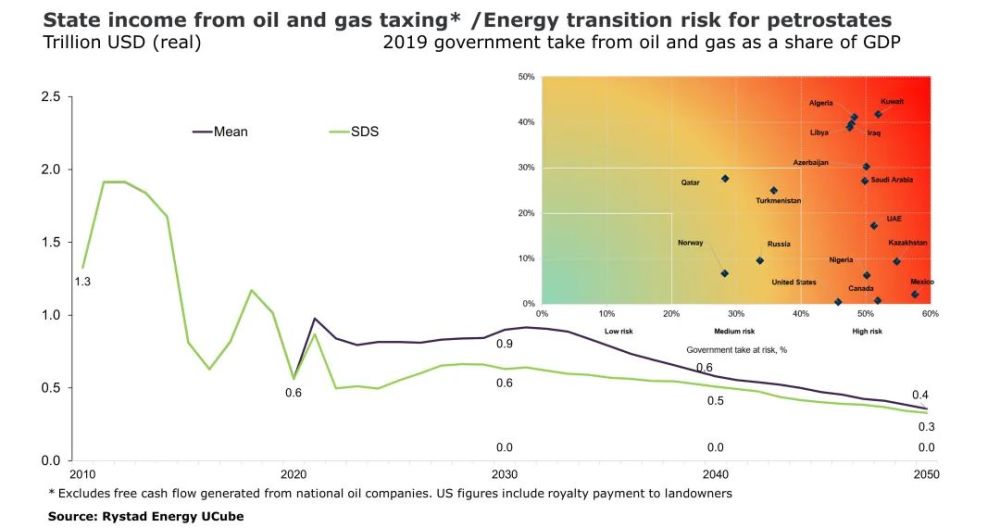 State income from oil and gas taxing* /Energy transition risk for petrostates
Trillion USD (real) 2019 government take from oil and gas as a share of GDP
2.5
2.0
1.5
1.0
0.5
0.0
Mean
SDS
1.3
0.6
0.9
0.6
0.0
0.6
0.5
0.0
0.4
0.3
0.0
2010
2020
2030
2040
2050
50%
40%
30%
20%
10%
0%
Algeria
Kuwait
Libya
Iraq
Azerbaijan
Saudi Arabia
Qatar
Turkmenistan
UAE
Norway
Russia
Kazakhstan
Nigeria
United States
Canada
Mexico
0%
10%
20%
30%
40%
50%
60%
Low risk
Medium risk
High risk
Government take at risk, %
* Excludes free cash flow generated from national oil companies. US figures include royalty payment to landowners
Source: Rystad Energy UCube